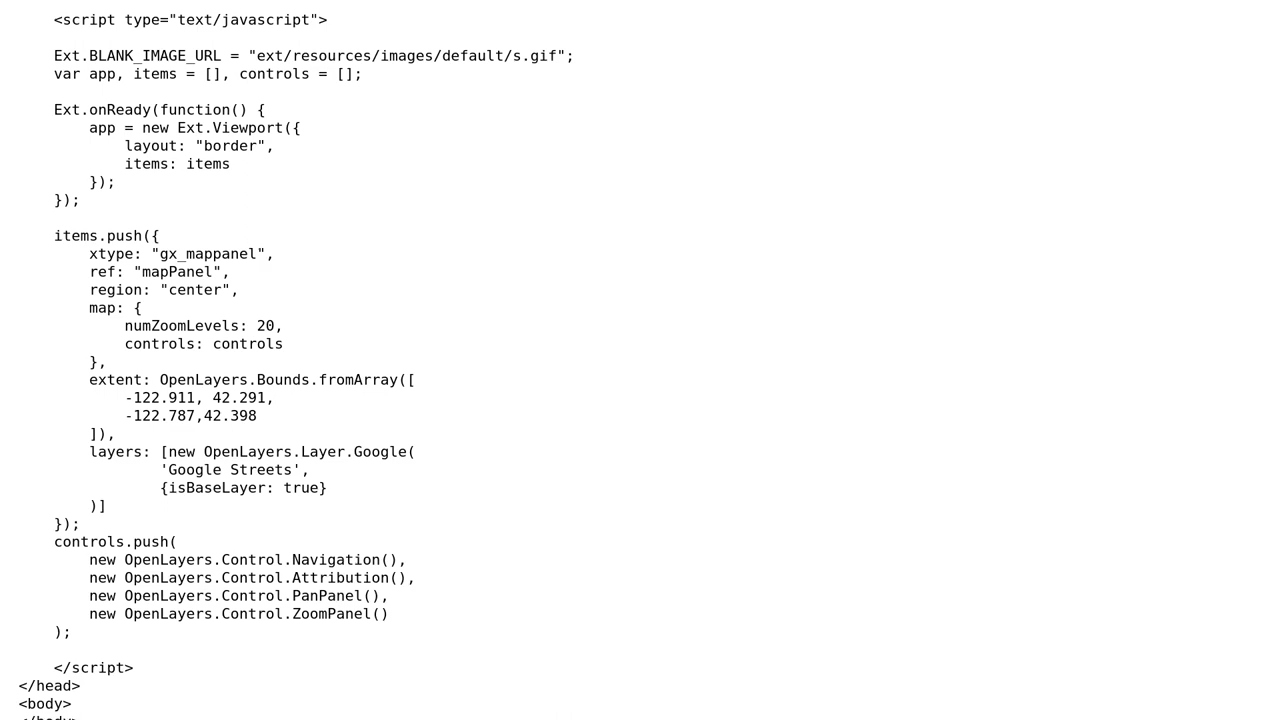 <script type="text/javascript">
Ext.BLANK_IMAGE_URL = "ext/resources/images/default/s.gif";
var app, items = [], controls = [];
Ext.onReady(function() {
app = new Ext.Viewport({
layout: "border",
items: items
});
});
items.push({
xtype: "gx_mappanel",
ref: "mapPanel",
region: "center",
map: {
numZoomLevels: 20,
controls: controls
},
extent: OpenLayers.Bounds.fromArray([
-122.911, 42.291,
-122.787,42.398
]),
layers: [new OpenLayers.Layer.Google(
'Google Streets',
{isBaseLayer: true}
)]
});
controls.push(
new OpenLayers.Control.Navigation(),
new OpenLayers.Control.Attribution(),
new OpenLayers.Control.PanPanel(),
new OpenLayers.Control.ZoomPanel()
);
</script>
</head>
<body>
</body>